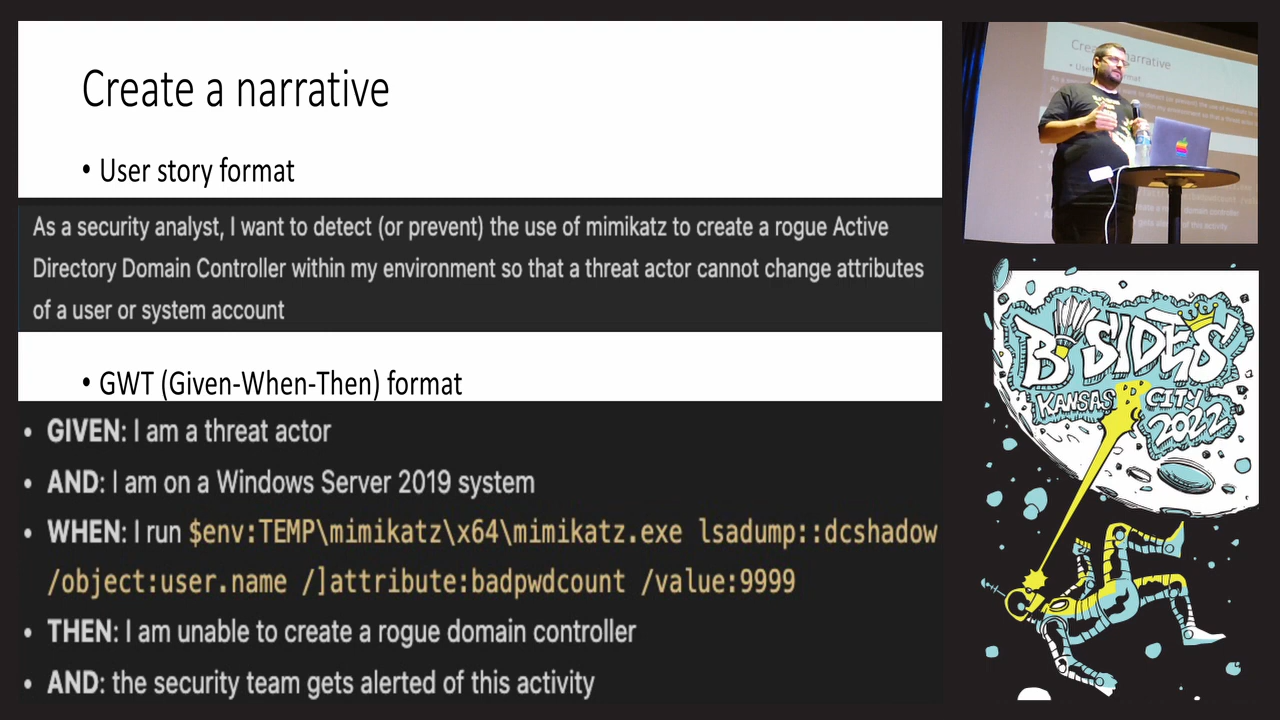 Create a narrative
• User story format
As a security analyst, I want to detect (or prevent) the use of mimikatz to create a rogue Active
Directory Domain Controller within my environment so that a threat actor cannot change attributes
of a user or system account
• GWT (Given-When-Then) format
• GIVEN: I am a threat actor
• AND: I am on a Windows Server 2019 system
• WHEN: I run $env:TEMP\mimikatz\x64\mimikatz.exe lsadump::dcshadow
/object:user.name /]attribute:badpwdcount /value:9999
• THEN: I am unable to create a rogue domain controller
• AND: the security team gets alerted of this activity
BSIDES
KANSAS CITY
2022